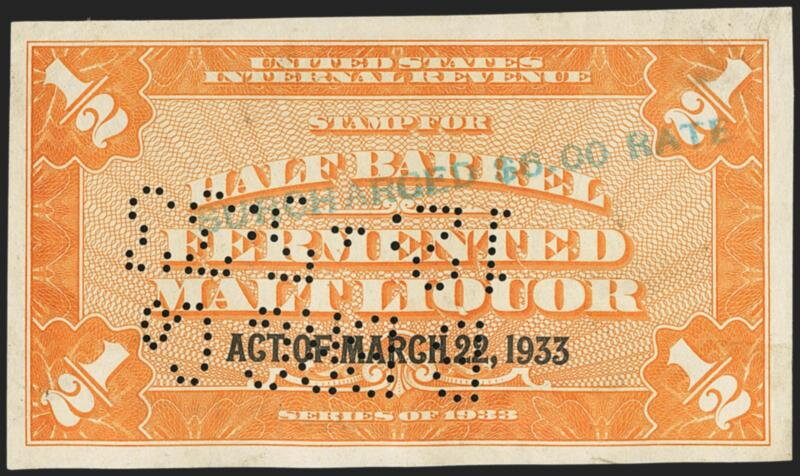 1/2
UNITED STATES
INTERNAL REVENUE
1/2
STAMP FOR
HALF BARREL
SURCHARGED $6.00 RATE
FERMENTED
MALT LIQUOR
ACT OF MARCH 22, 1933
1/2
SERIES OF 1933
1/2